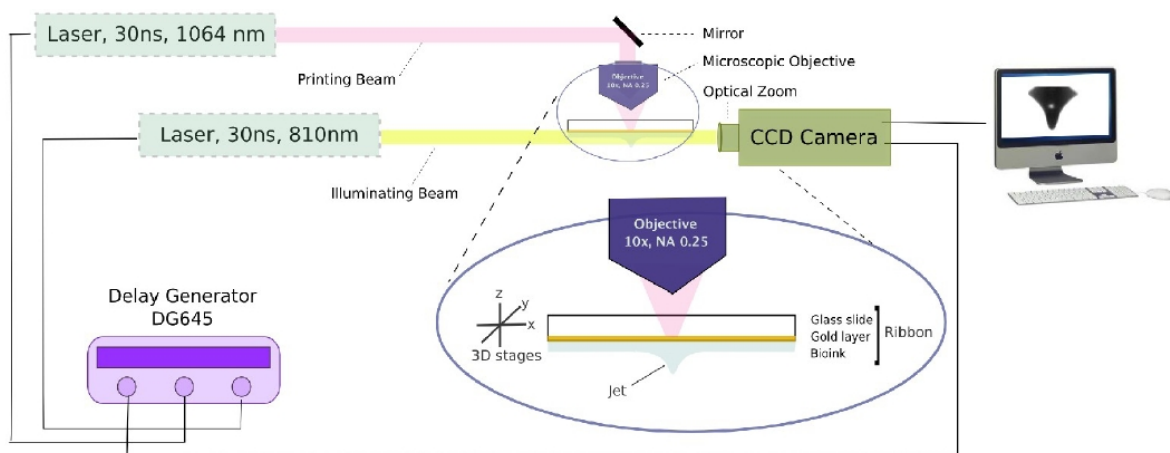 Laser, 30ns, 1064 nm
Printing Beam
Mirror
Microscopic Objective
Objective
10x, NA 0.25
Optical Zoom
Laser, 30ns, 810nm
CCD Camera
Illuminating Beam
Objective
10x, NA 0.25
Delay Generator
DG645
z
y
x
3D stages
Glass slide
Gold layer
Bioink
Ribbon
Jet